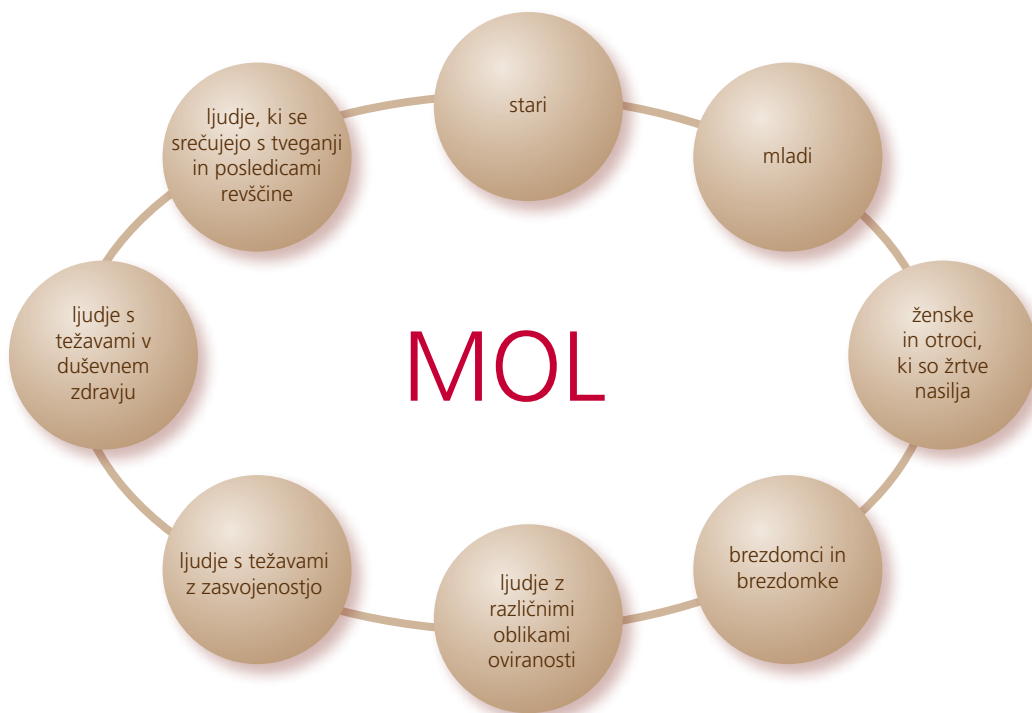 stari
mladi
ženske
in otroci,
ki so žrtve
nasilja
brezdomci in
brezdomke
ljudje z
različnimi
oblikami
oviranosti
ljudje s težavami
z zasvojenostjo
ljudje s
težavami v
duševnem
zdravju
ljudje, ki se
srečujejo s tveganji
in posledicami
revščine
MOL